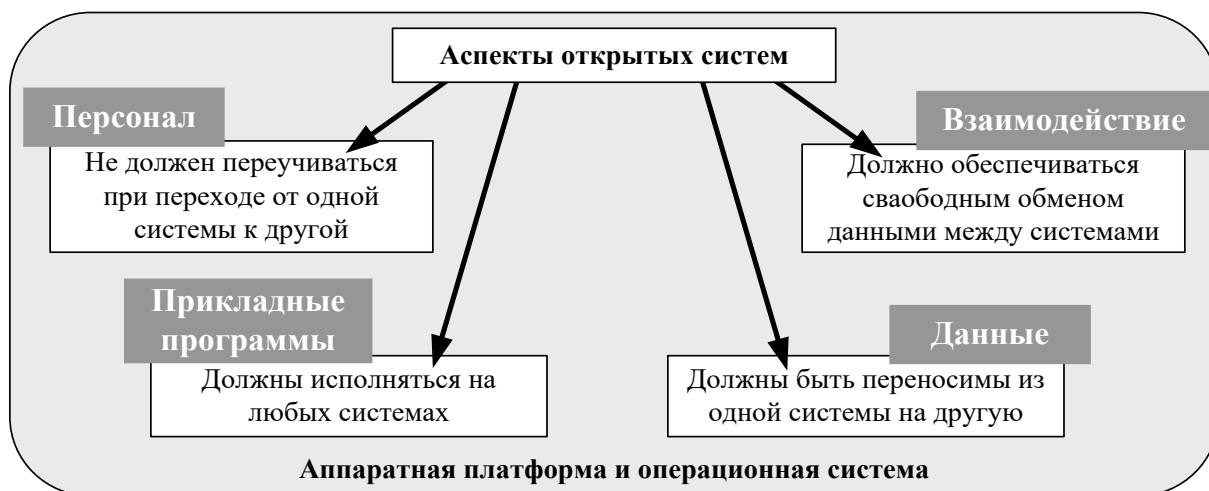 Аспекты открытых систем
Персонал
Не должен переучиваться
при переходе от одной
системы к другой
Взаимодействие
Должно обеспечиваться
сваободным обменом
данными между системами
Прикладные
программы
Должны исполняться на
любых системах
Данные
Должны быть переносимы из
одной системы на другую
Аппаратная платформа и операционная система